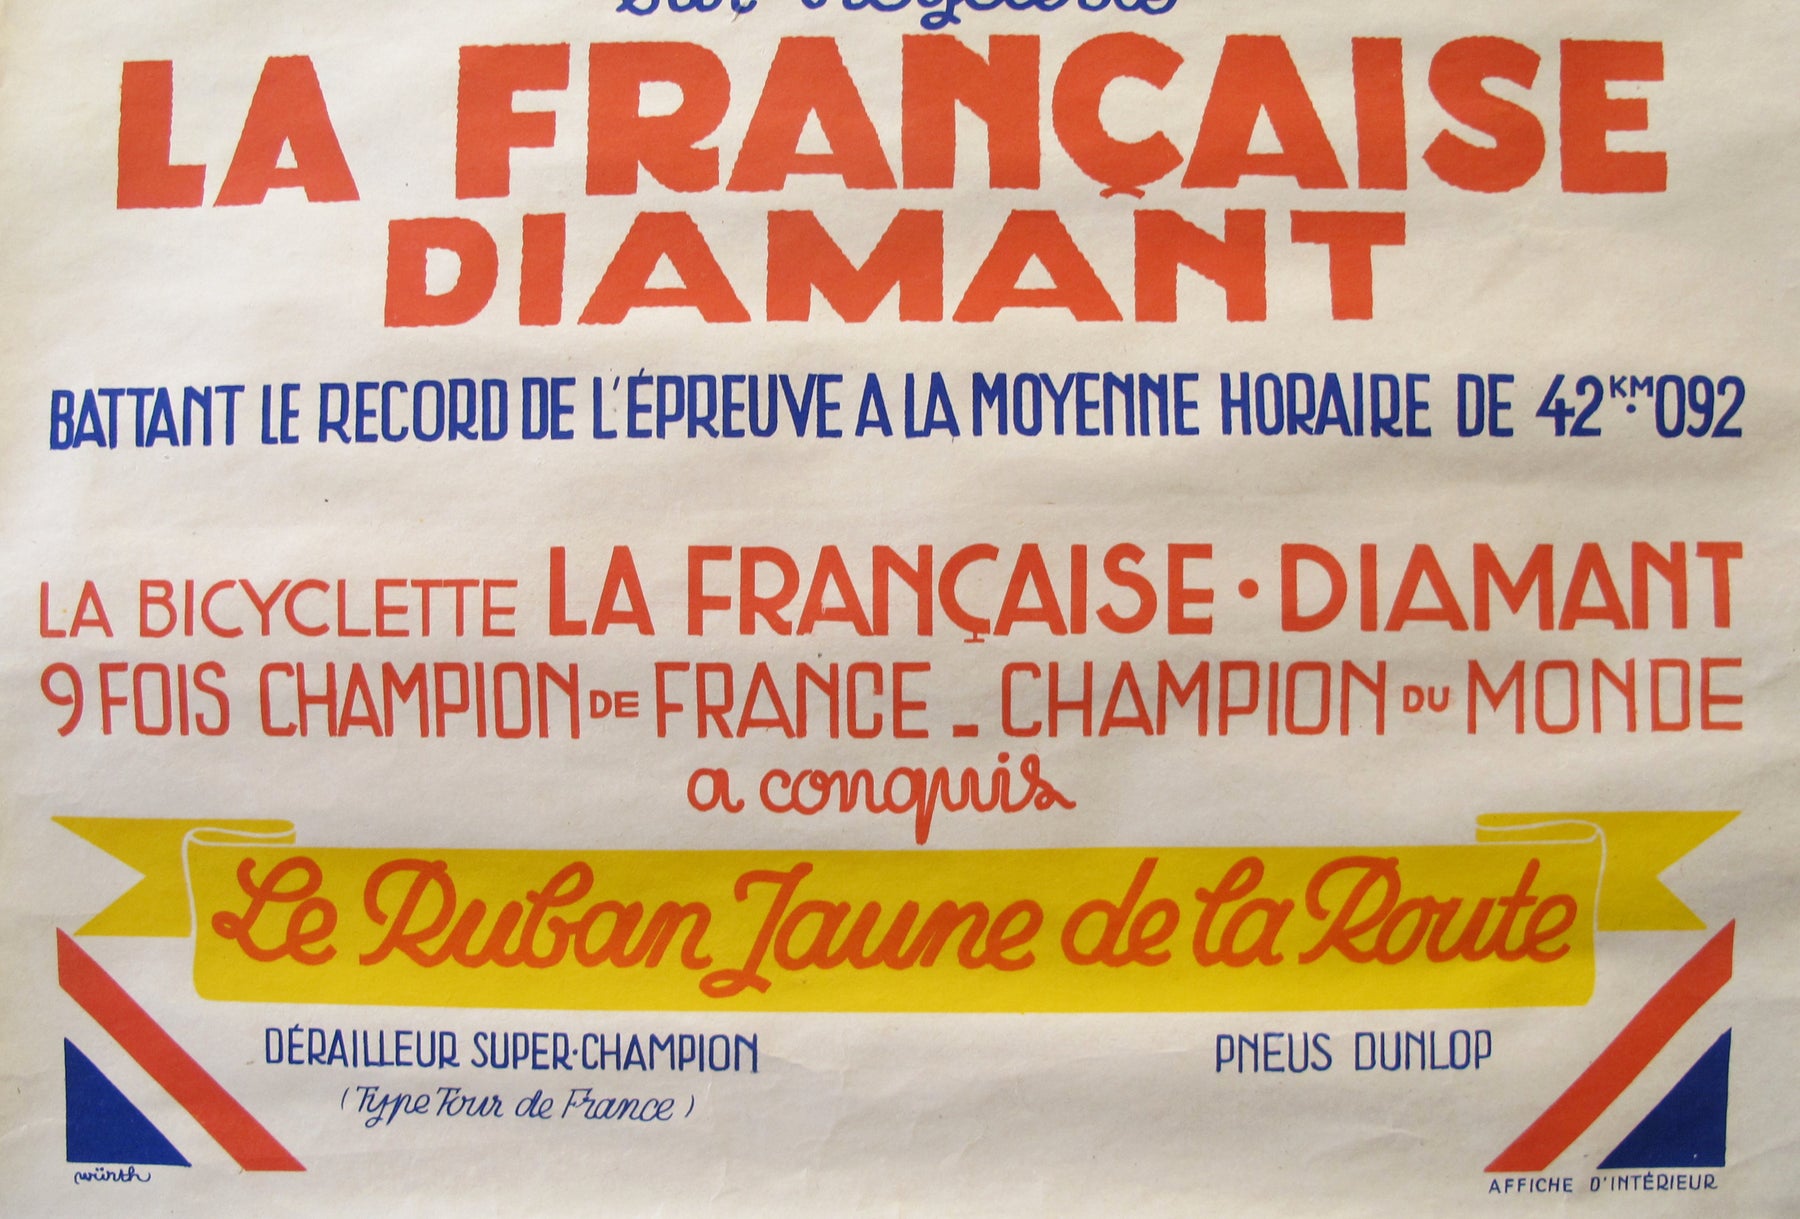 LA FRANÇAISE
DIAMANT
BATTANT LE RECORD DE L'ÉPREUVE A LA MOYENNE HORAIRE DE 42KM.092
LA BICYCLETTE LA FRANÇAISE • DIAMANT
9 FOIS CHAMPION DE FRANCE - CHAMPION DU MONDE
a conquis
Le Ruban Jaune de la Route
DÉRAILLEUR SUPER•CHAMPION
(Type Tour de France)
PNEUS DUNLOP
würth
AFFICHE D'INTÉRIEUR